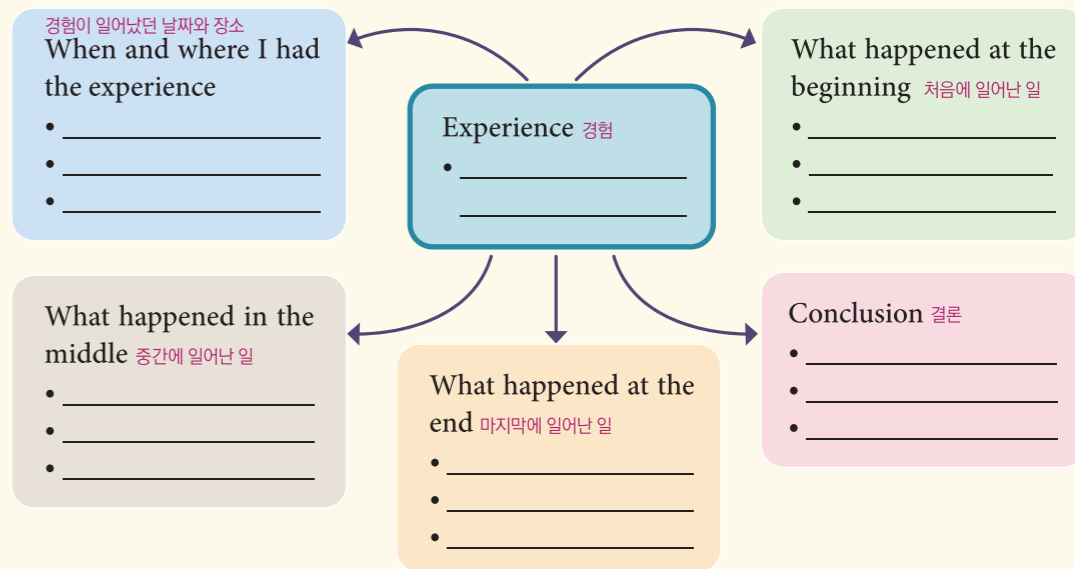 경험이 일어났던 날짜와 장소
When and where I had
the experience
Experience 경험
What happened at the
beginning 처음에 일어난 일
What happened in the
middle 중간에 일어난 일
What happened at the
end 마지막에 일어난 일
Conclusion 결론